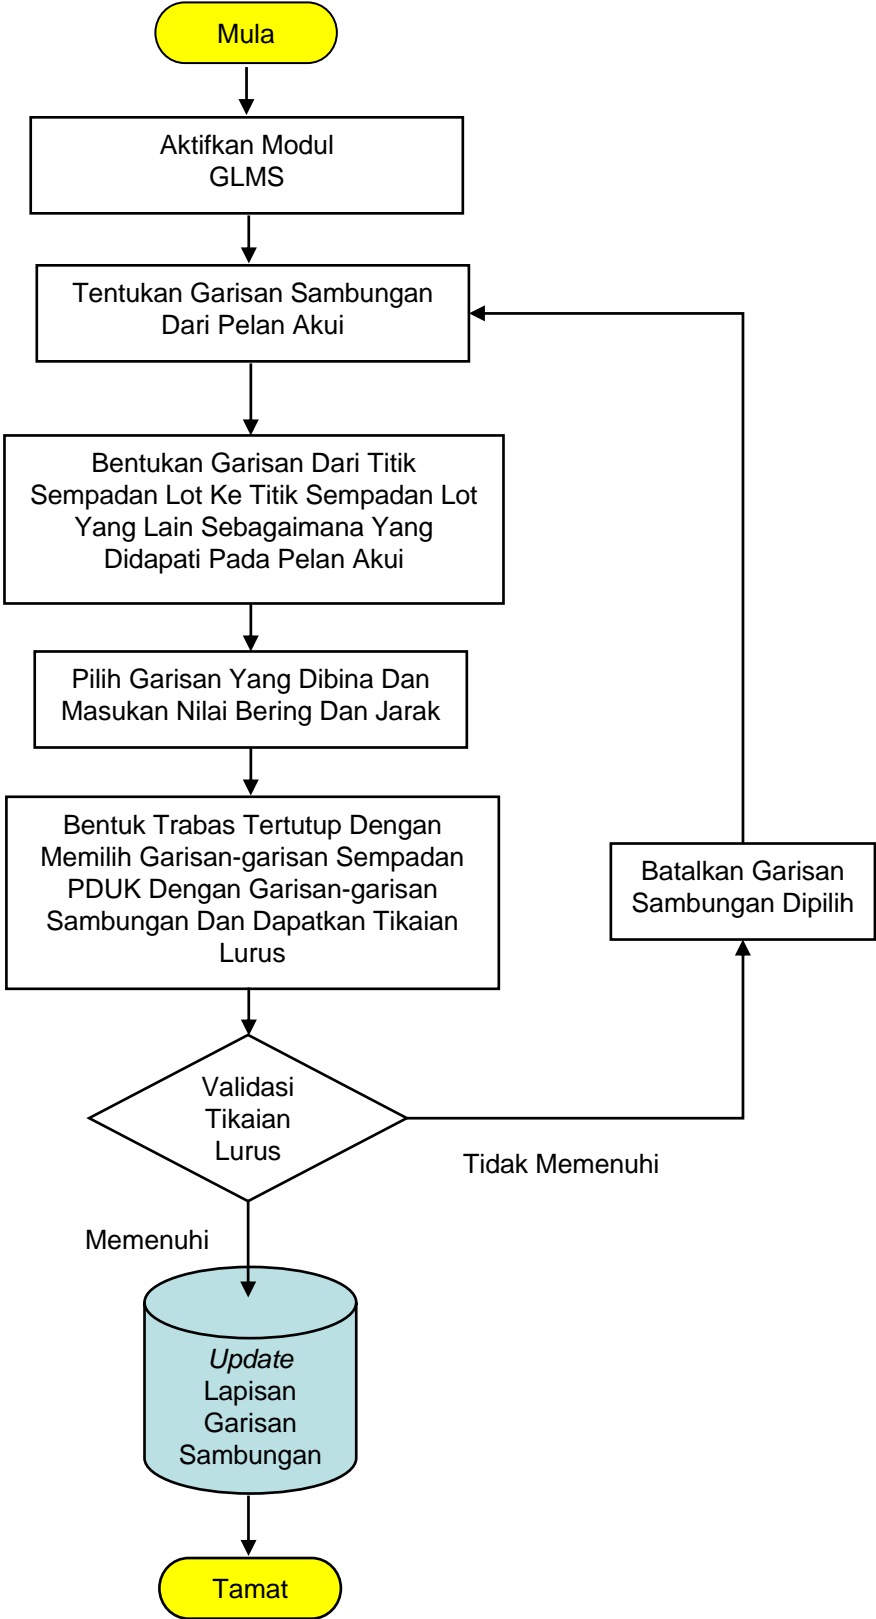 Mula
Aktifkan Modul
GLMS
Tentukan Garisan Sambungan
Dari Pelan Akui
Bentukan Garisan Dari Titik
Sempadan Lot Ke Titik Sempadan Lot
Yang Lain Sebagaimana Yang
Didapati Pada Pelan Akui
Pilih Garisan Yang Dibina Dan
Masukan Nilai Bering Dan Jarak
Bentuk Trabas Tertutup Dengan
Memilih Garisan-garisan Sempadan
PDUK Dengan Garisan-garisan
Sambungan Dan Dapatkan Tikaian
Lurus
Batalkan Garisan
Sambungan Dipilih
Validasi
Tikaian
Lurus
Tidak Memenuhi
Memenuhi
Update
Lapisan
Garisan
Sambungan
Tamat